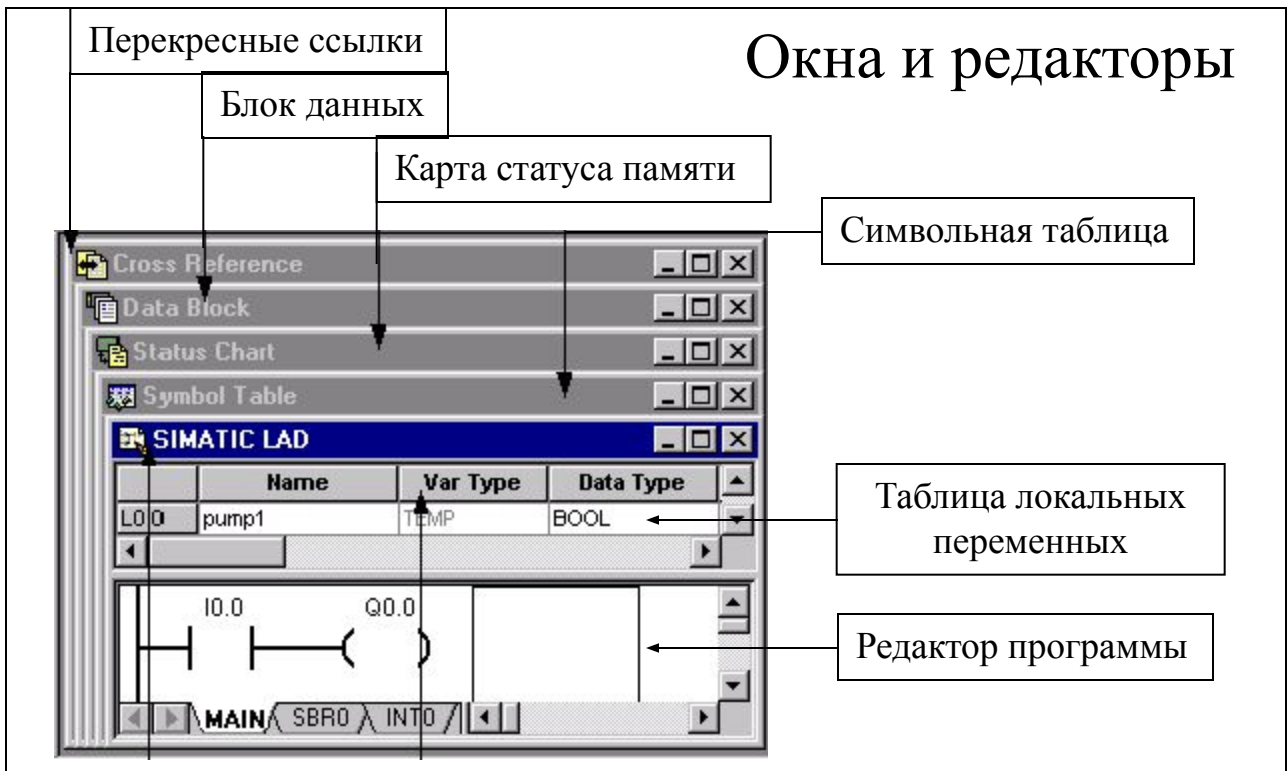 Перекресные ссылки
Окна и редакторы
Блок данных
Карта статуса памяти
Символьная таблица
Cross Reference
Data Block
Status Chart
Symbol Table
SIMATIC LAD
Name Var Type Data Type
L0.0 pump1 TEMP BOOL
Таблица локальных
переменных
I0.0 Q0.0
Редактор программы
MAIN SBR0 INT0